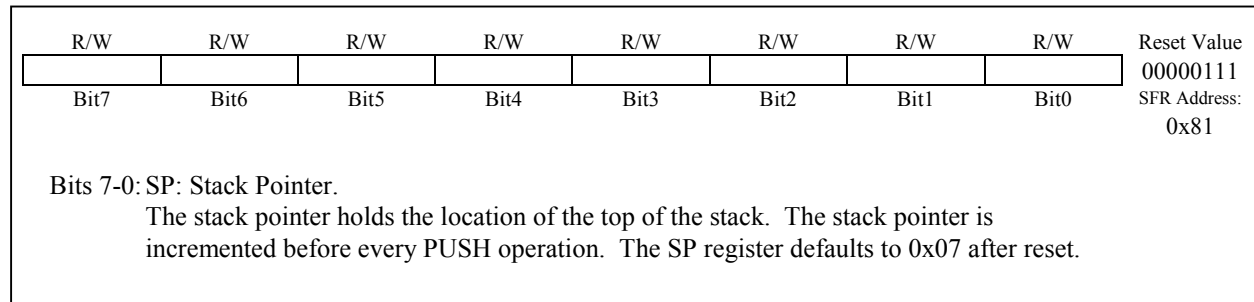 R/W R/W R/W R/W R/W R/W R/W R/W Reset Value
00000111
Bit7 Bit6 Bit5 Bit4 Bit3 Bit2 Bit1 Bit0 SFR Address:
0x81
Bits 7-0: SP: Stack Pointer.
The stack pointer holds the location of the top of the stack. The stack pointer is
incremented before every PUSH operation. The SP register defaults to 0x07 after reset.